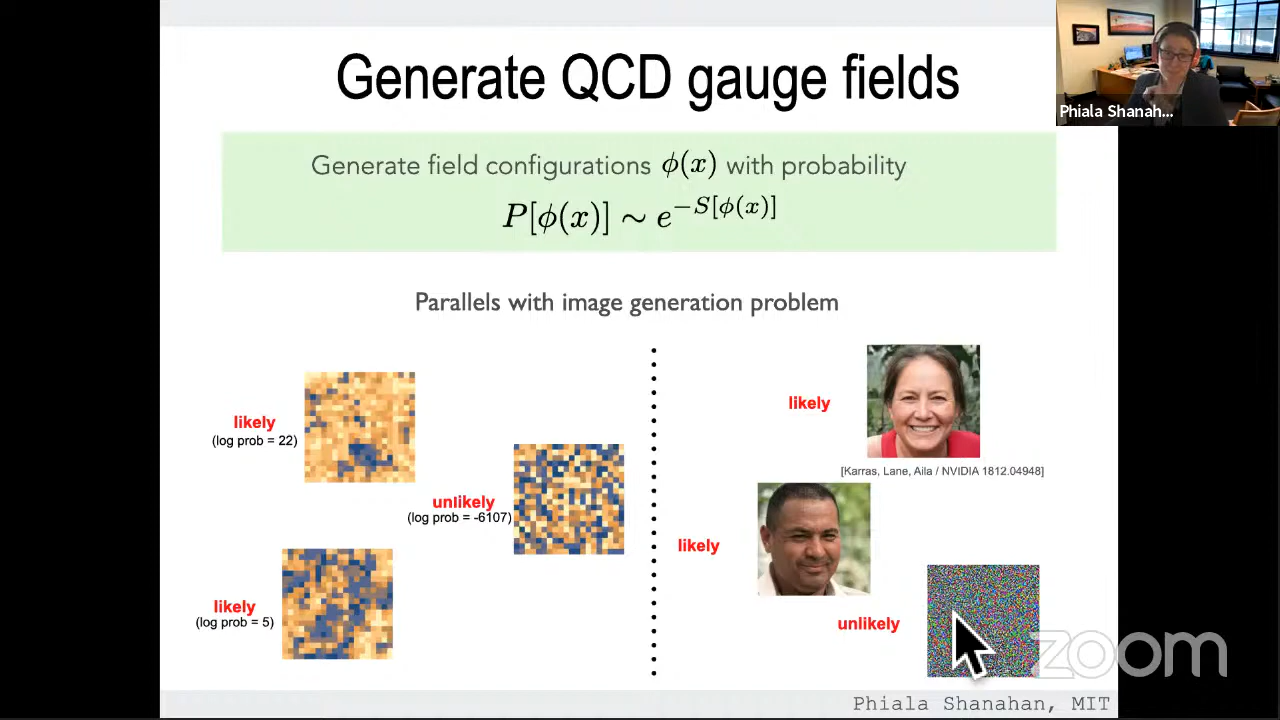 Generate QCD gauge fields
Phiala Shanah...
Generate field configurations ϕ(x) with probability
P[ϕ(x)] ∼ e^{−S[ϕ(x)]}
Parallels with image generation problem
likely
(log prob = 22)
unlikely
(log prob = -6107)
likely
(log prob = 5)
likely
[Karras, Lane, Aila / NVIDIA 1812.04948]
likely
unlikely
zoom
Phiala Shanahan, MIT